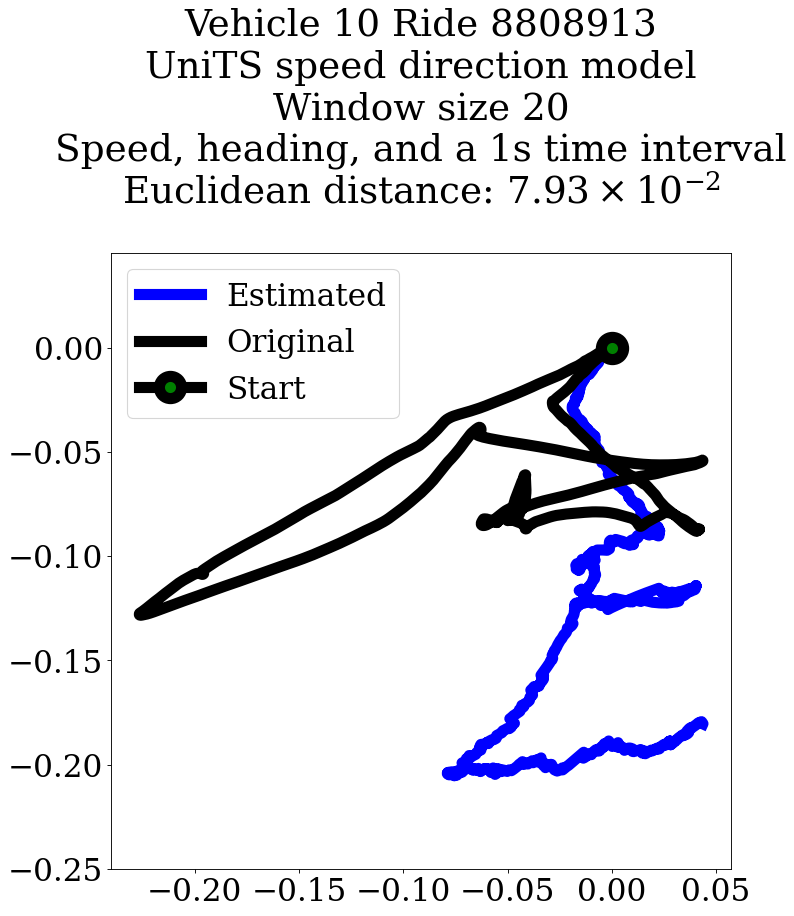 Vehicle 10 Ride 8808913
UniTS speed direction model
Window size 20
Speed, heading, and a 1s time interval
Euclidean distance: 7.93 × 10⁻²
Estimated
Original
Start
0.00
−0.05
−0.10
−0.15
−0.20
−0.25
−0.20 −0.15 −0.10 −0.05 0.00 0.05